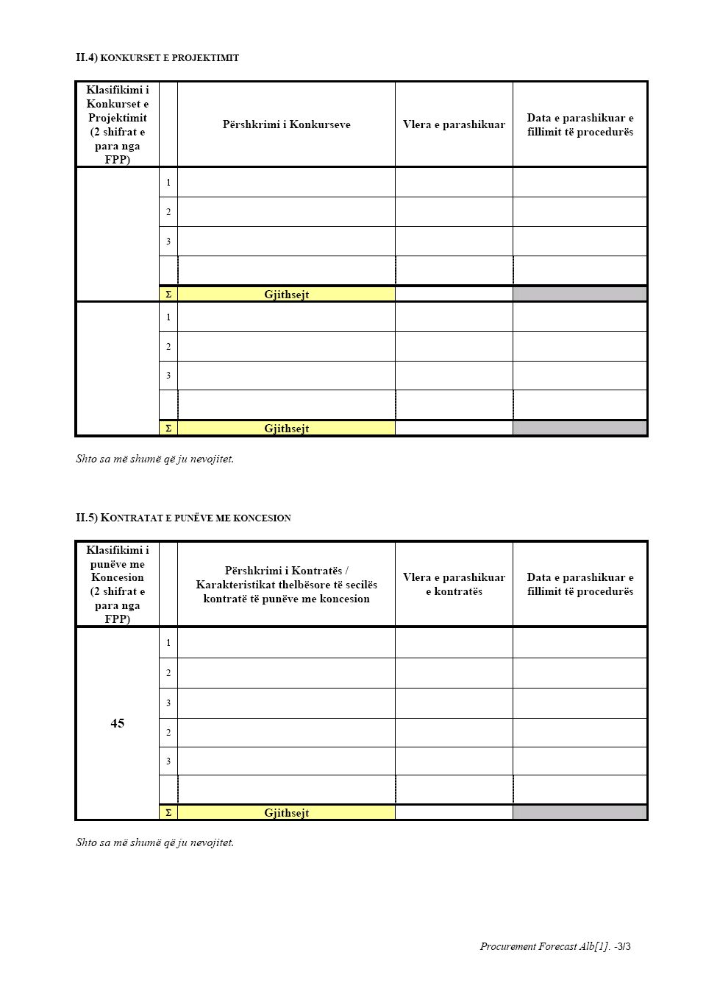 II.4) KONKURSET E PROJEKTIMIT
Klasifikimi i
Konkurset e
Projektimit
(2 shifrat e
para nga
FPP)
Përshkrimi i Konkurseve
Vlera e parashikuar
Data e parashikuar e
fillimit të procedurës
1
2
3
Σ Gjithsejt
1
2
3
Σ Gjithsejt
Shto sa më shumë që ju nevojitet.
II.5) KONTRATAT E PUNËVE ME KONCESION
Klasifikimi i
punëve me
Koncesion
(2 shifrat e
para nga
FPP)
Përshkrimi i Kontratës /
Karakteristikat thelbësore të secilës
kontratë të punëve me koncesion
Vlera e parashikuar
e kontratës
Data e parashikuar e
fillimit të procedurës
45
1
2
3
2
3
Σ Gjithsejt
Shto sa më shumë që ju nevojitet.
Procurement Forecast Alb[1]. -3/3